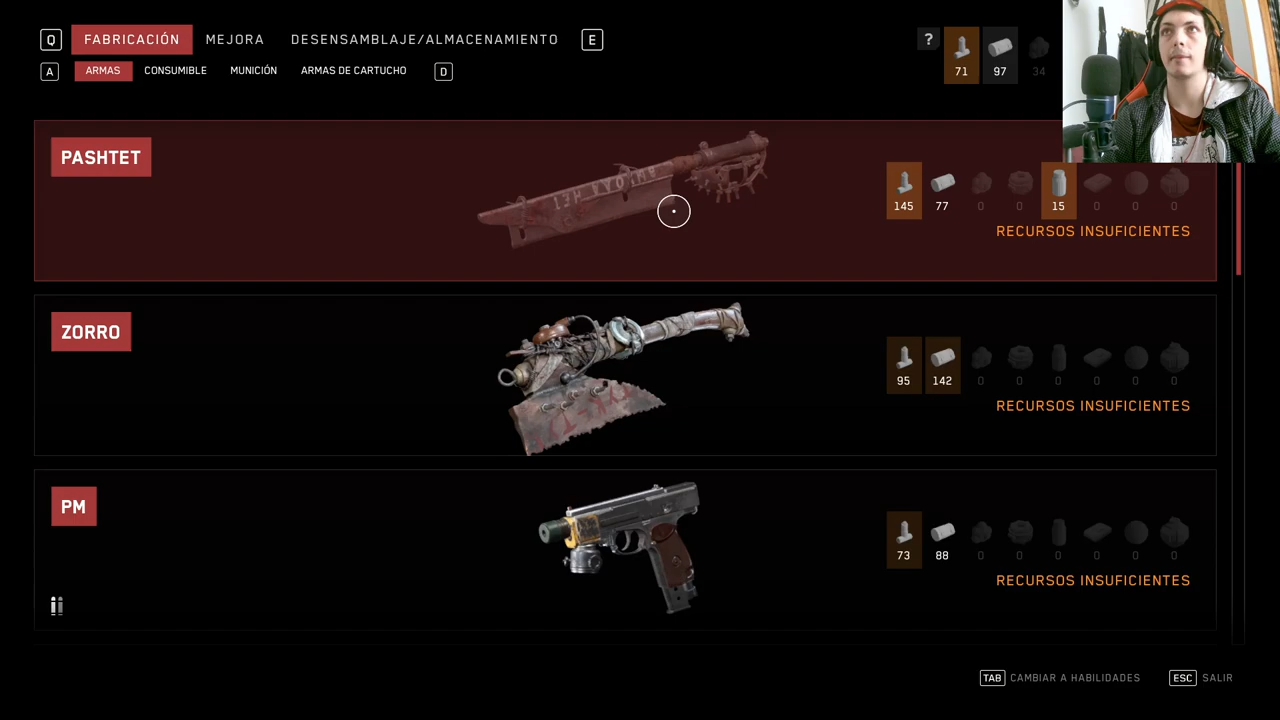 Q FABRICACIÓN MEJORA DESENSAMBLAJE/ALMACENAMIENTO E
?
71 97 34
A ARMAS CONSUMIBLE MUNICIÓN ARMAS DE CARTUCHO D
PASHTET
145 77 0 0 15 0 0 0
RECURSOS INSUFICIENTES
ZORRO
95 142 0 0 0 0 0 0
RECURSOS INSUFICIENTES
PM
73 88 0 0 0 0 0 0
RECURSOS INSUFICIENTES
TAB CAMBIAR A HABILIDADES ESC SALIR